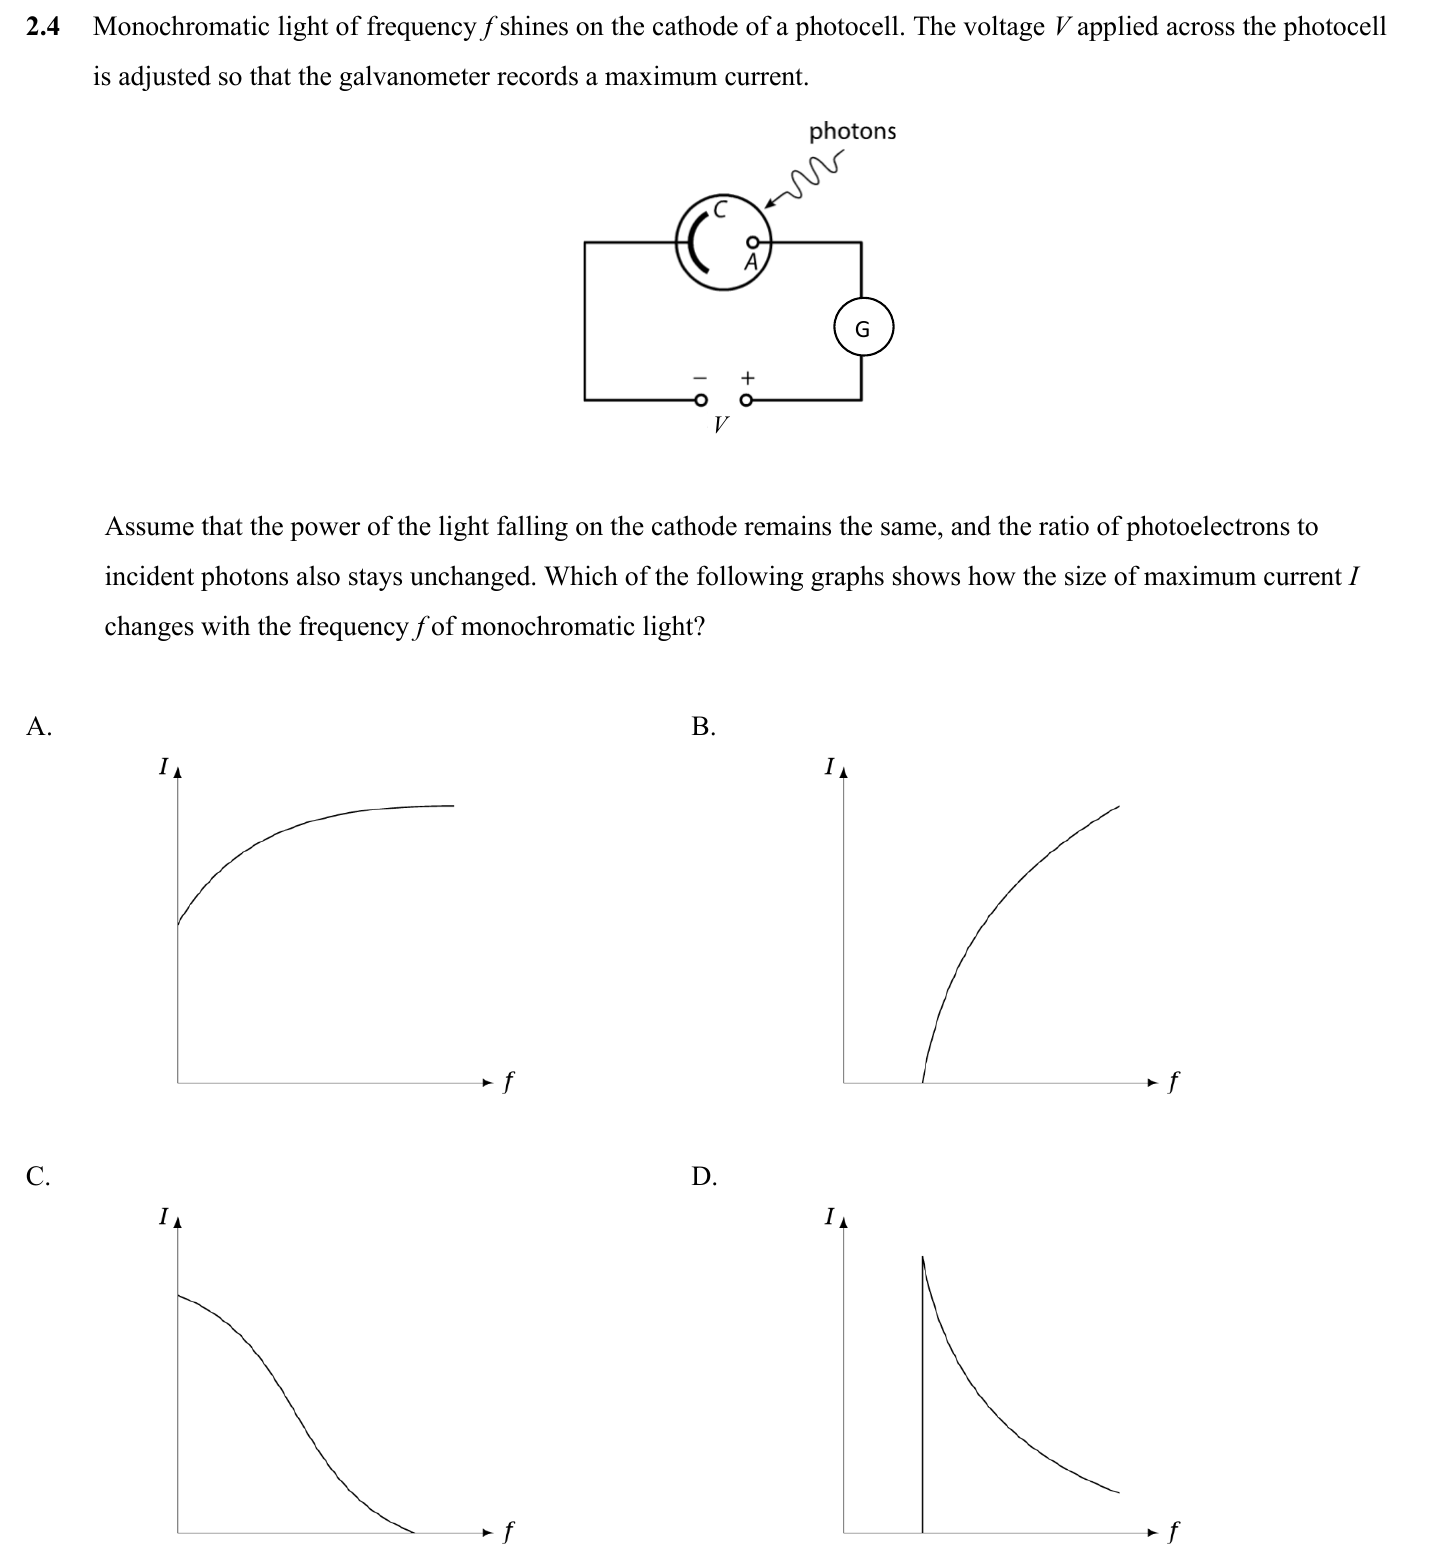 2.4 Monochromatic light of frequency f shines on the cathode of a photocell. The voltage V applied across the photocell
is adjusted so that the galvanometer records a maximum current.
photons
C
A
G
– +
V
Assume that the power of the light falling on the cathode remains the same, and the ratio of photoelectrons to
incident photons also stays unchanged. Which of the following graphs shows how the size of maximum current I
changes with the frequency f of monochromatic light?
A. B.
I I
f f
C. D.
I I
f f